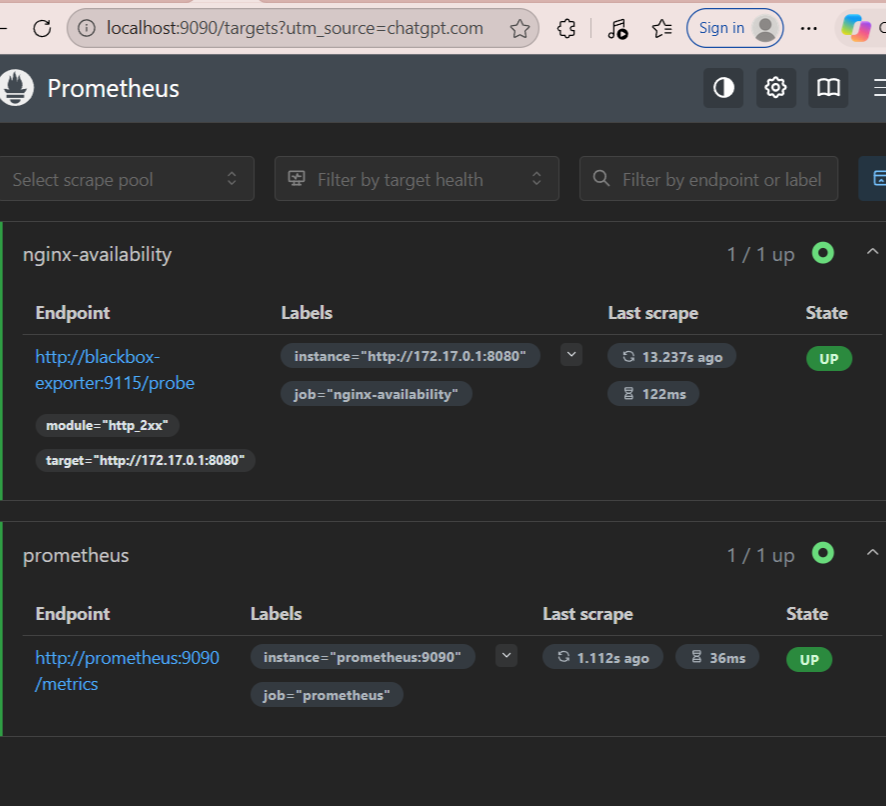 localhost:9090/targets?utm_source=chatgpt.com
Sign in
Prometheus
Select scrape pool
Filter by target health
Filter by endpoint or label
nginx-availability
1 / 1 up
Endpoint
Labels
Last scrape
State
http://blackbox-
exporter:9115/probe
module="http_2xx"
target="http://172.17.0.1:8080"
instance="http://172.17.0.1:8080"
job="nginx-availability"
13.237s ago
122ms
UP
prometheus
1 / 1 up
Endpoint
Labels
Last scrape
State
http://prometheus:9090
/metrics
instance="prometheus:9090"
job="prometheus"
1.112s ago
36ms
UP